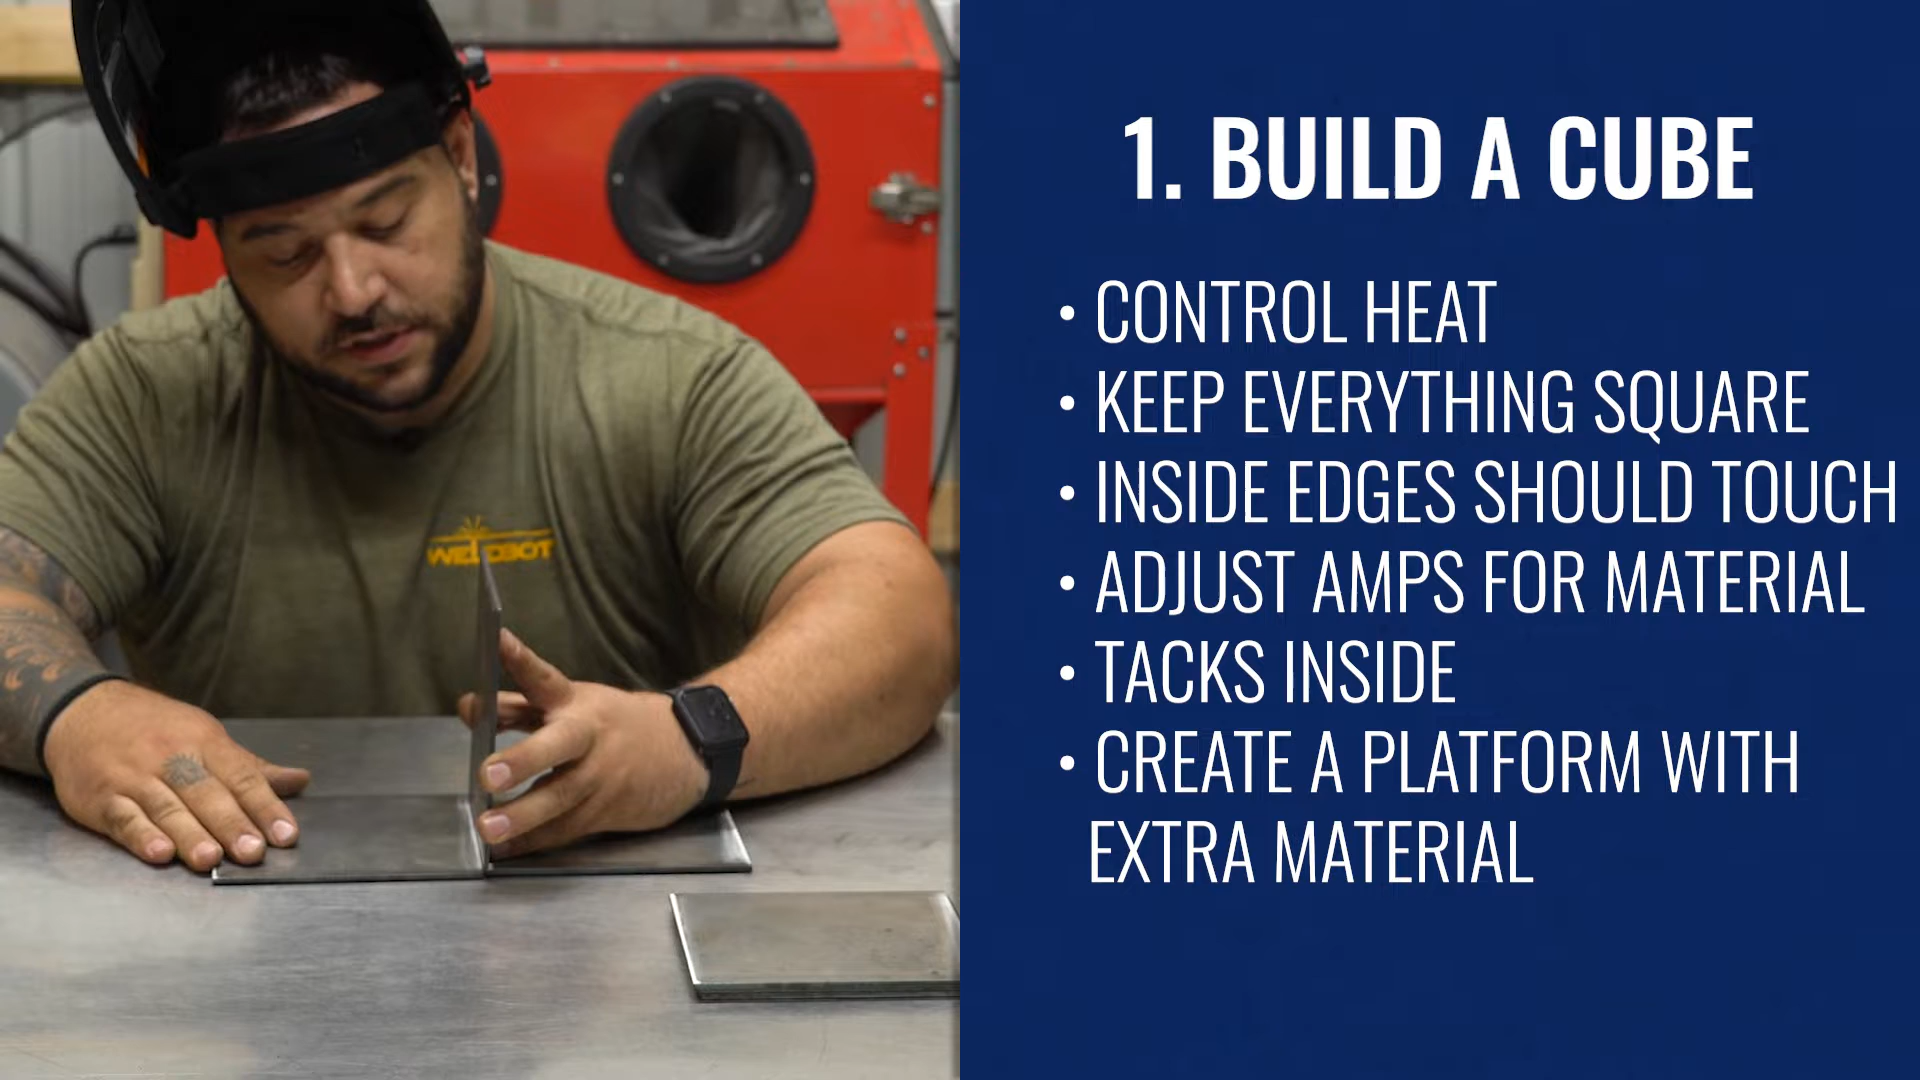 WELDBOT
1. BUILD A CUBE
• CONTROL HEAT
• KEEP EVERYTHING SQUARE
• INSIDE EDGES SHOULD TOUCH
• ADJUST AMPS FOR MATERIAL
• TACKS INSIDE
• CREATE A PLATFORM WITH
EXTRA MATERIAL